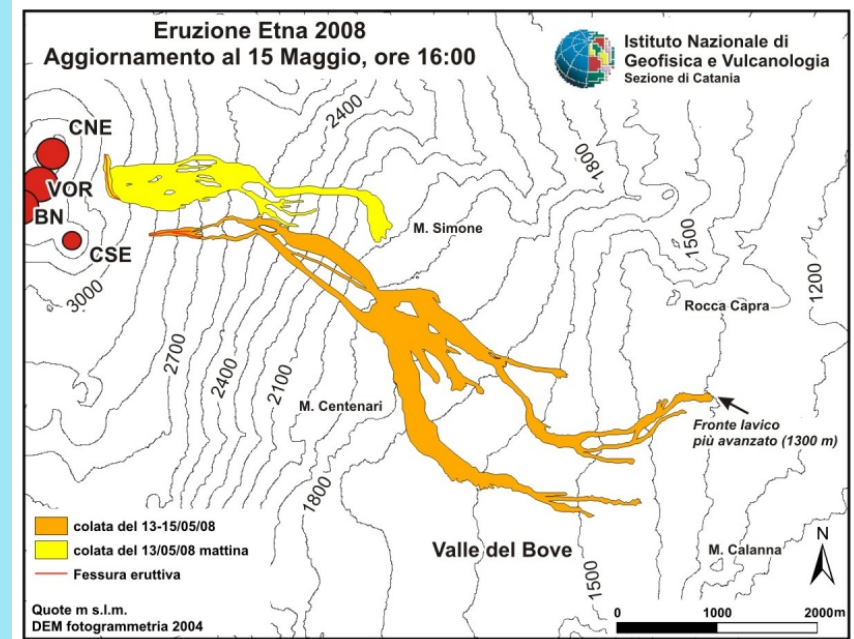 Eruzione Etna 2008
Aggiornamento al 15 Maggio, ore 16:00
Istituto Nazionale di
Geofisica e Vulcanologia
Sezione di Catania
CNE
VOR
BN
CSE
2400
1800
M. Simone
1500
1200
3000
Rocca Capra
2700
2400
2100
M. Centenari
Fronte lavico
più avanzato (1300 m)
1800
colata del 13-15/05/08
colata del 13/05/08 mattina
Fessura eruttiva
Valle del Bove
1500
M. Calanna
N
Quote m s.l.m.
DEM fotogrammetria 2004
0 1000 2000m